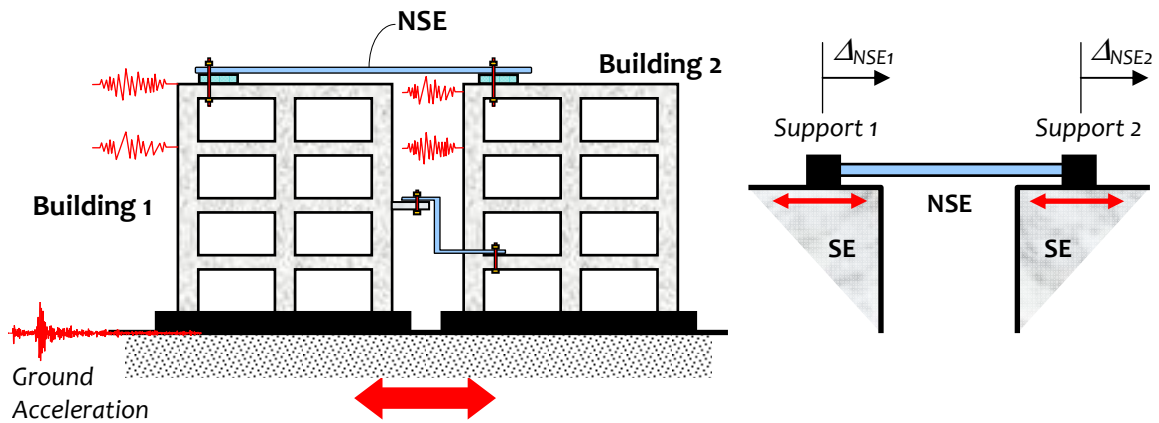 NSE
Building 2
Building 1
Ground
Acceleration
ΔNSE1
ΔNSE2
Support 1
Support 2
NSE
SE
SE